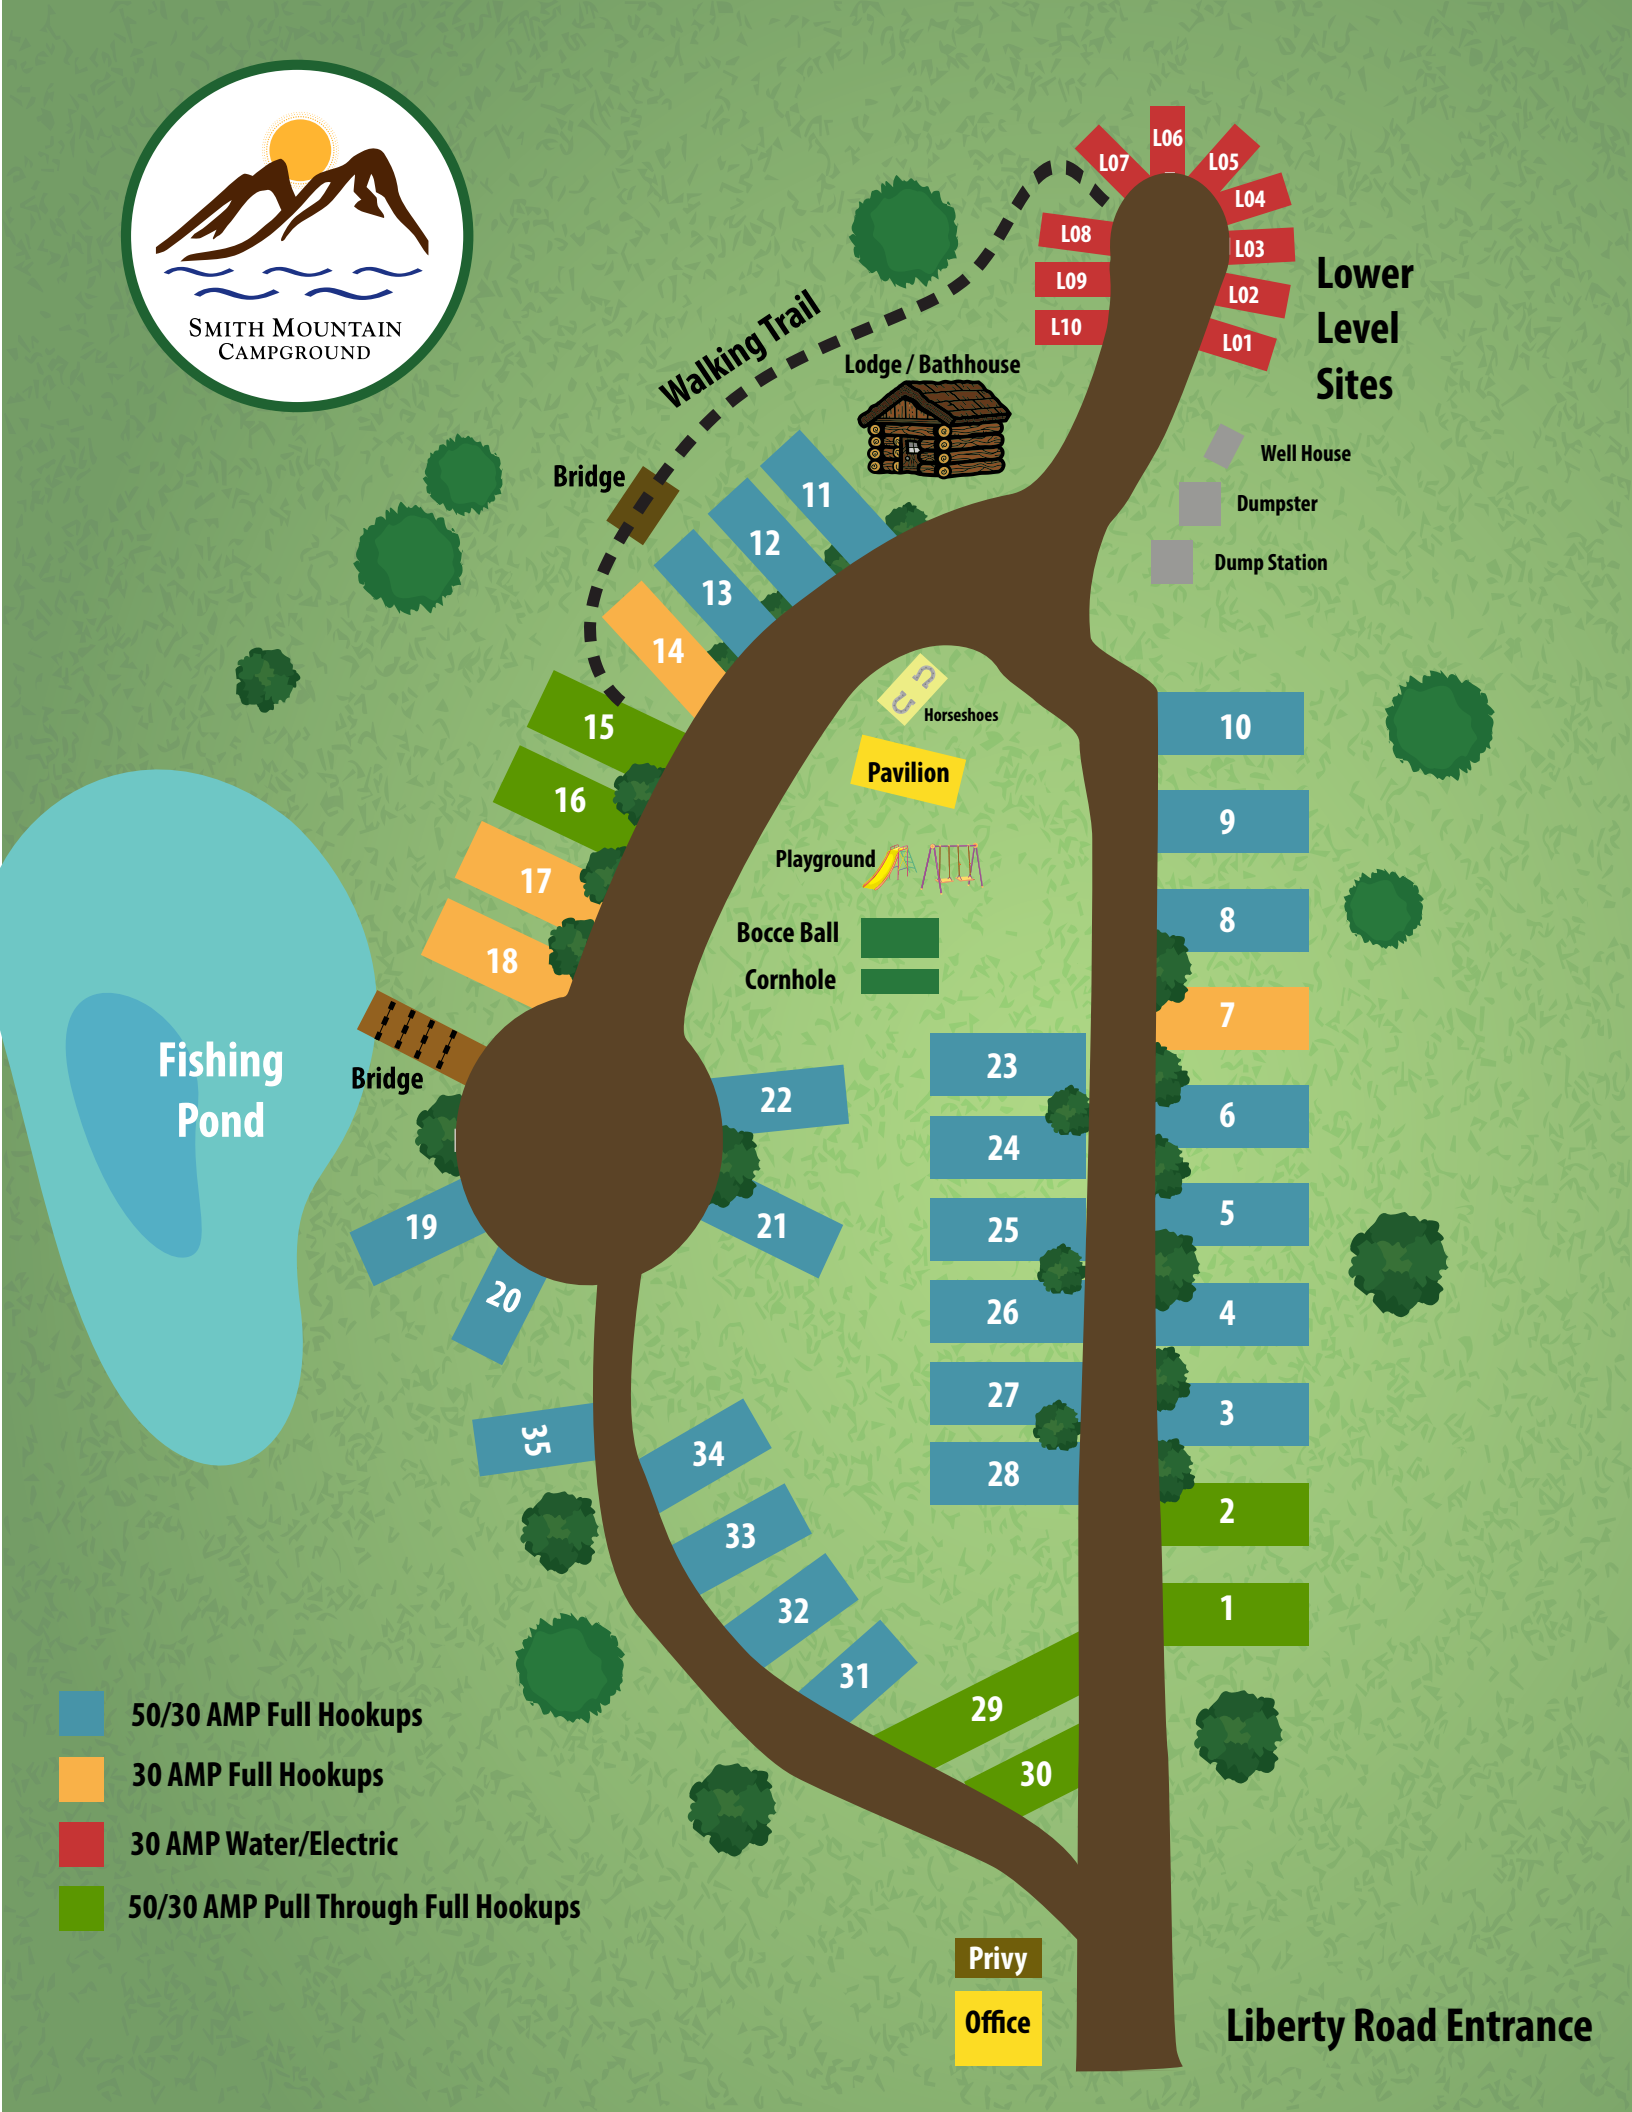 SMITH MOUNTAIN
CAMPGROUND
L06
L07
L05
L04
L08
L03
L09
L02
L10
L01
Lower
Level
Sites
Walking Trail
Lodge / Bathhouse
Well House
Dumpster
Dump Station
Bridge
11
12
13
14
15
16
17
18
Horseshoes
Pavilion
Playground
Bocce Ball
Cornhole
10
9
8
7
6
5
4
3
2
1
Fishing
Pond
Bridge
22
21
19
20
23
24
25
26
27
28
35
34
33
32
31
29
30
50/30 AMP Full Hookups
30 AMP Full Hookups
30 AMP Water/Electric
50/30 AMP Pull Through Full Hookups
Privy
Office
Liberty Road Entrance